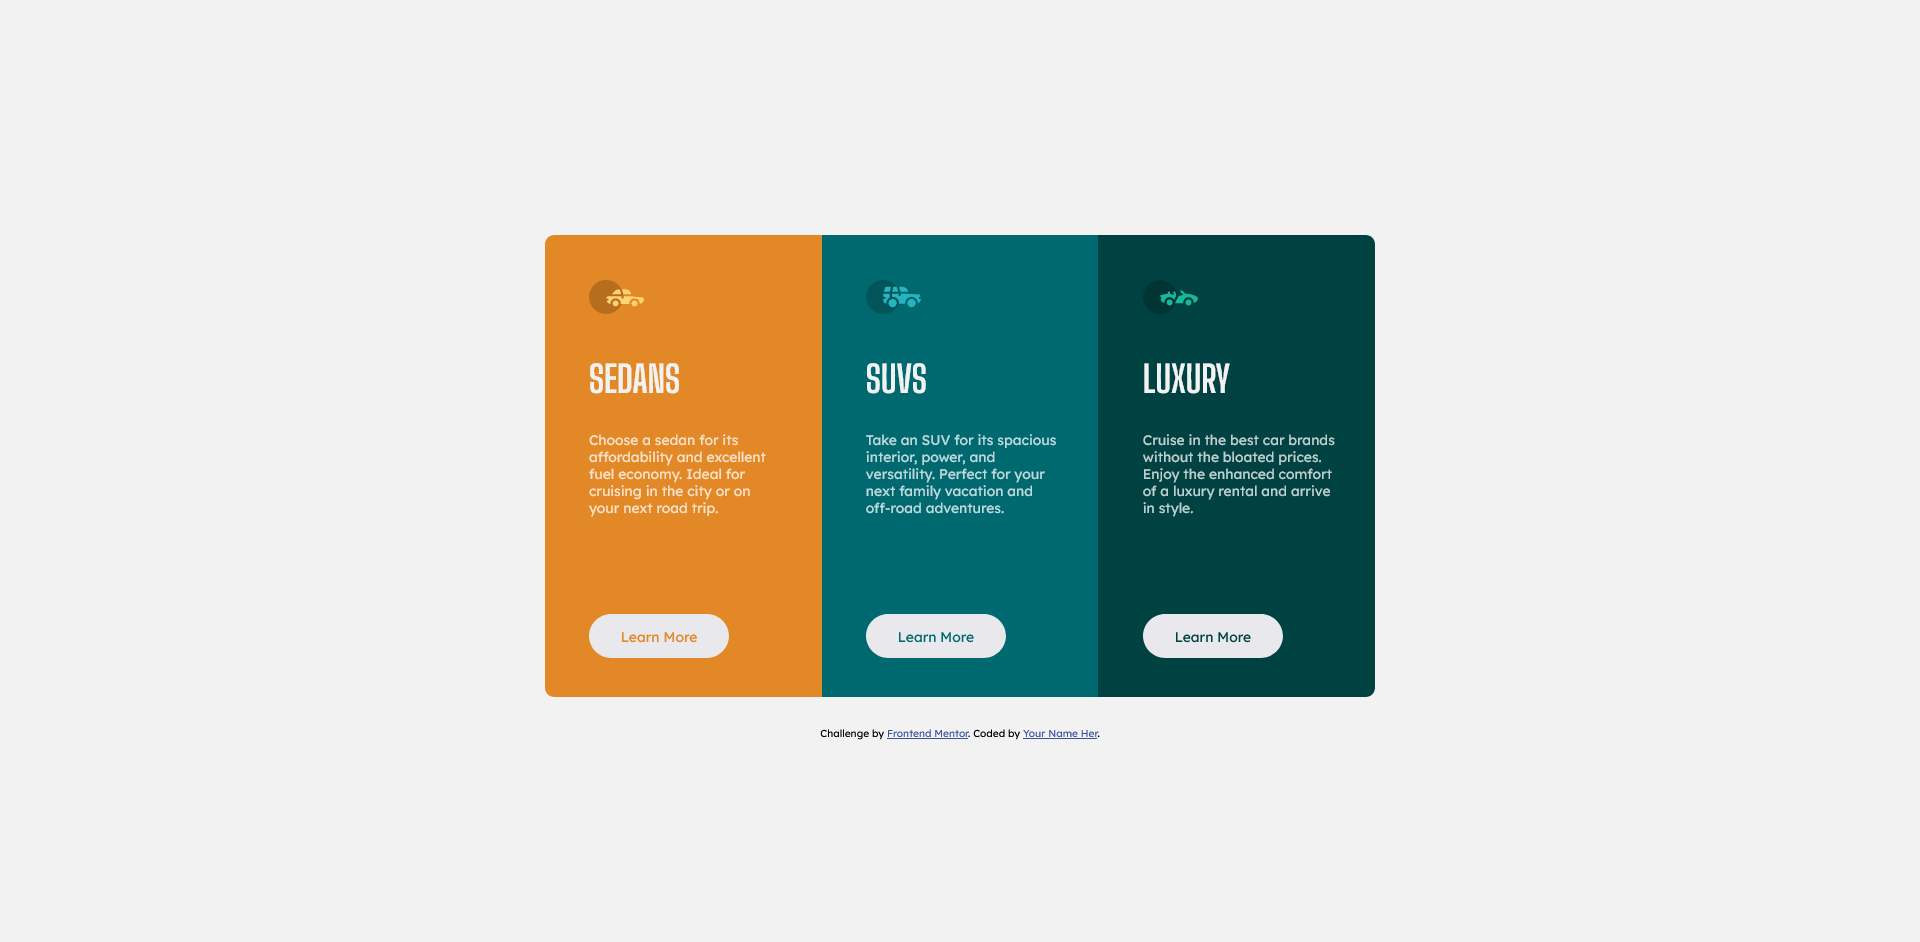 SEDANS
Choose a sedan for its
affordability and excellent
fuel economy. Ideal for
cruising in the city or on
your next road trip.
Learn More
SUVS
Take an SUV for its spacious
interior, power, and
versatility. Perfect for your
next family vacation and
off-road adventures.
Learn More
LUXURY
Cruise in the best car brands
without the bloated prices.
Enjoy the enhanced comfort
of a luxury rental and arrive
in style.
Learn More
Challenge by Frontend Mentor. Coded by Your Name Her.